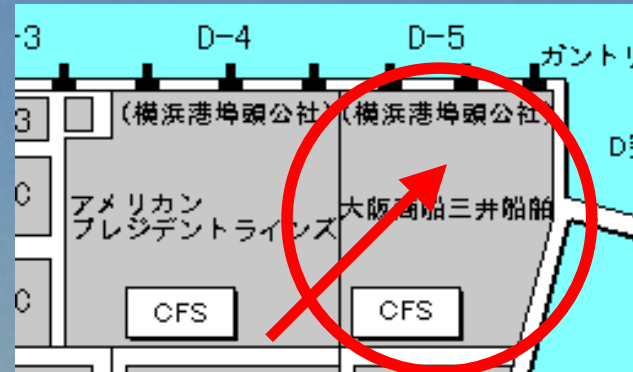 -3
D-4
D-5
ガントリ
3
(横浜港埠頭公社)
(横浜港埠頭公社)
D
C
アメリカン
プレジデントラインズ
大阪商船三井船舶
C
CFS
CFS